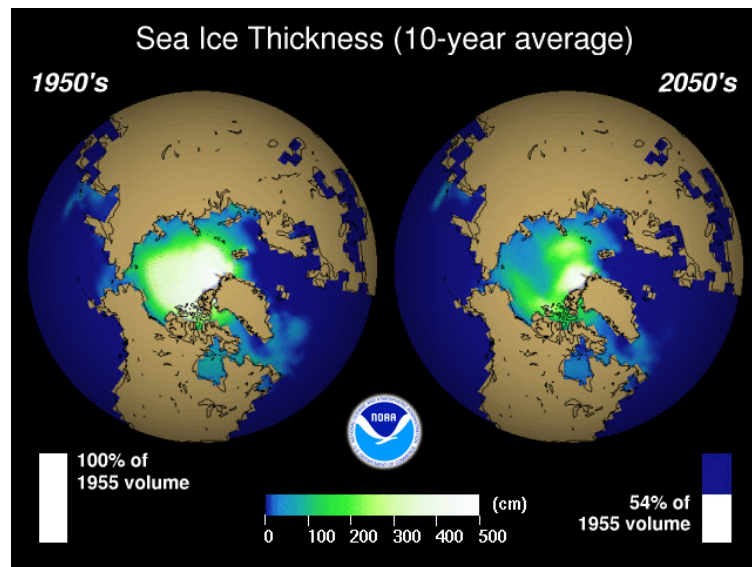 Sea Ice Thickness (10-year average)
1950's
2050's
NOAA
100% of
1955 volume
54% of
1955 volume
(cm)
0 100 200 300 400 500